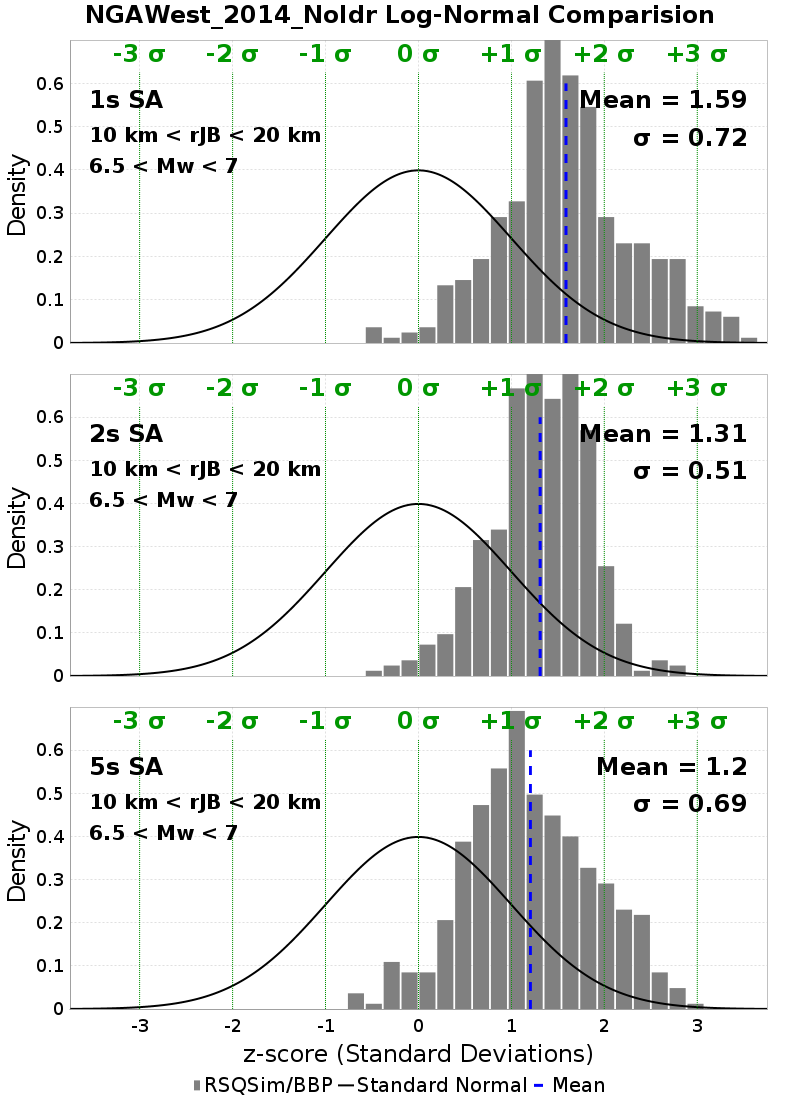 NGAWest_2014_NoIdr Log-Normal Comparision
-3 σ -2 σ -1 σ 0 σ +1 σ +2 σ +3 σ
1s SA
10 km < rJB < 20 km
6.5 < Mw < 7
Mean = 1.59
σ = 0.72
Density
0.6
0.5
0.4
0.3
0.2
0.1
0
-3 σ -2 σ -1 σ 0 σ +1 σ +2 σ +3 σ
2s SA
10 km < rJB < 20 km
6.5 < Mw < 7
Mean = 1.31
σ = 0.51
Density
0.6
0.5
0.4
0.3
0.2
0.1
0
-3 σ -2 σ -1 σ 0 σ +1 σ +2 σ +3 σ
5s SA
10 km < rJB < 20 km
6.5 < Mw < 7
Mean = 1.2
σ = 0.69
Density
0.6
0.5
0.4
0.3
0.2
0.1
0
-3 -2 -1 0 1 2 3
z-score (Standard Deviations)
RSQSim/BBP Standard Normal Mean